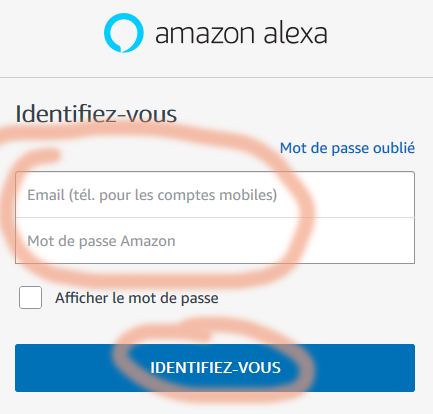 amazon alexa
Identifiez-vous
Mot de passe oublié
Email (tél. pour les comptes mobiles)
Mot de passe Amazon
Afficher le mot de passe
IDENTIFIEZ-VOUS